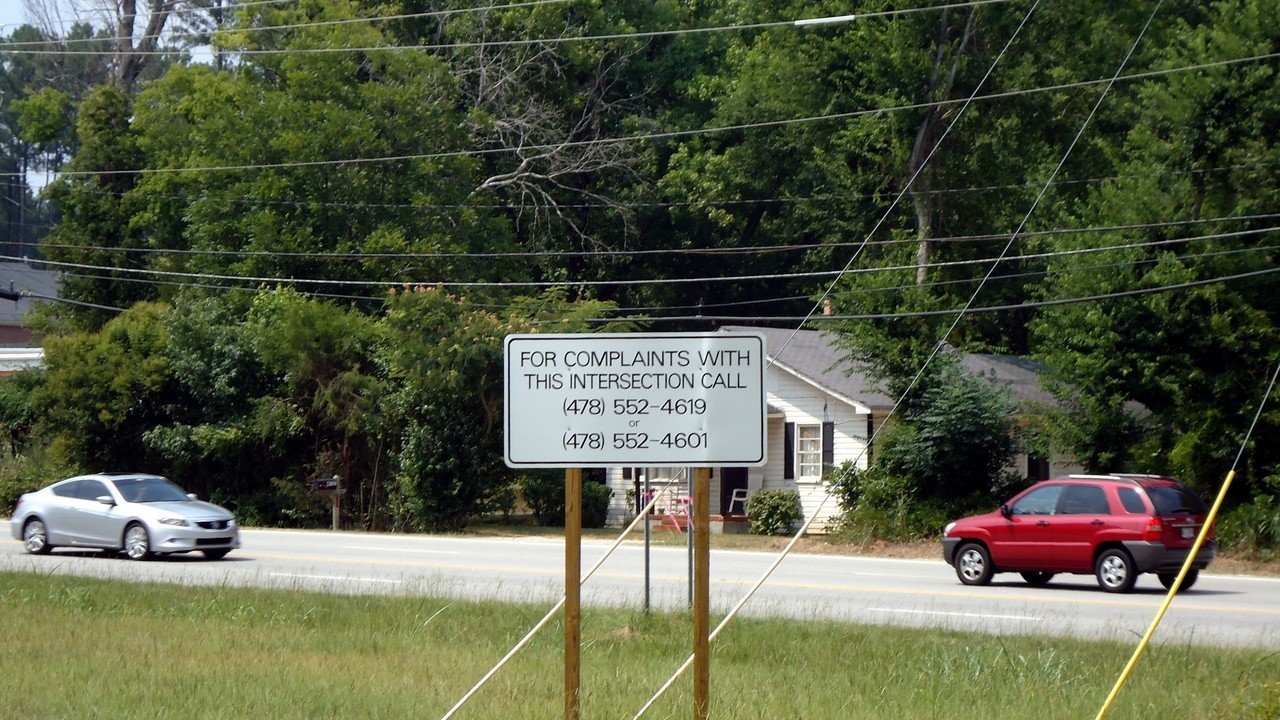 FOR COMPLAINTS WITH
THIS INTERSECTION CALL
(478) 552-4619
or
(478) 552-4601